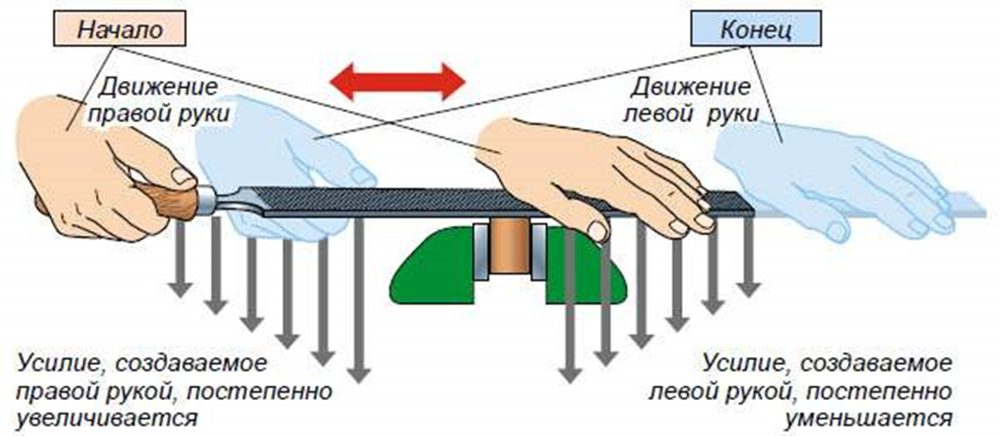 Начало
Конец
Движение
правой руки
Движение
левой руки
Усилие, создаваемое
правой рукой, постепенно
увеличивается
Усилие, создаваемое
левой рукой, постепенно
уменьшается